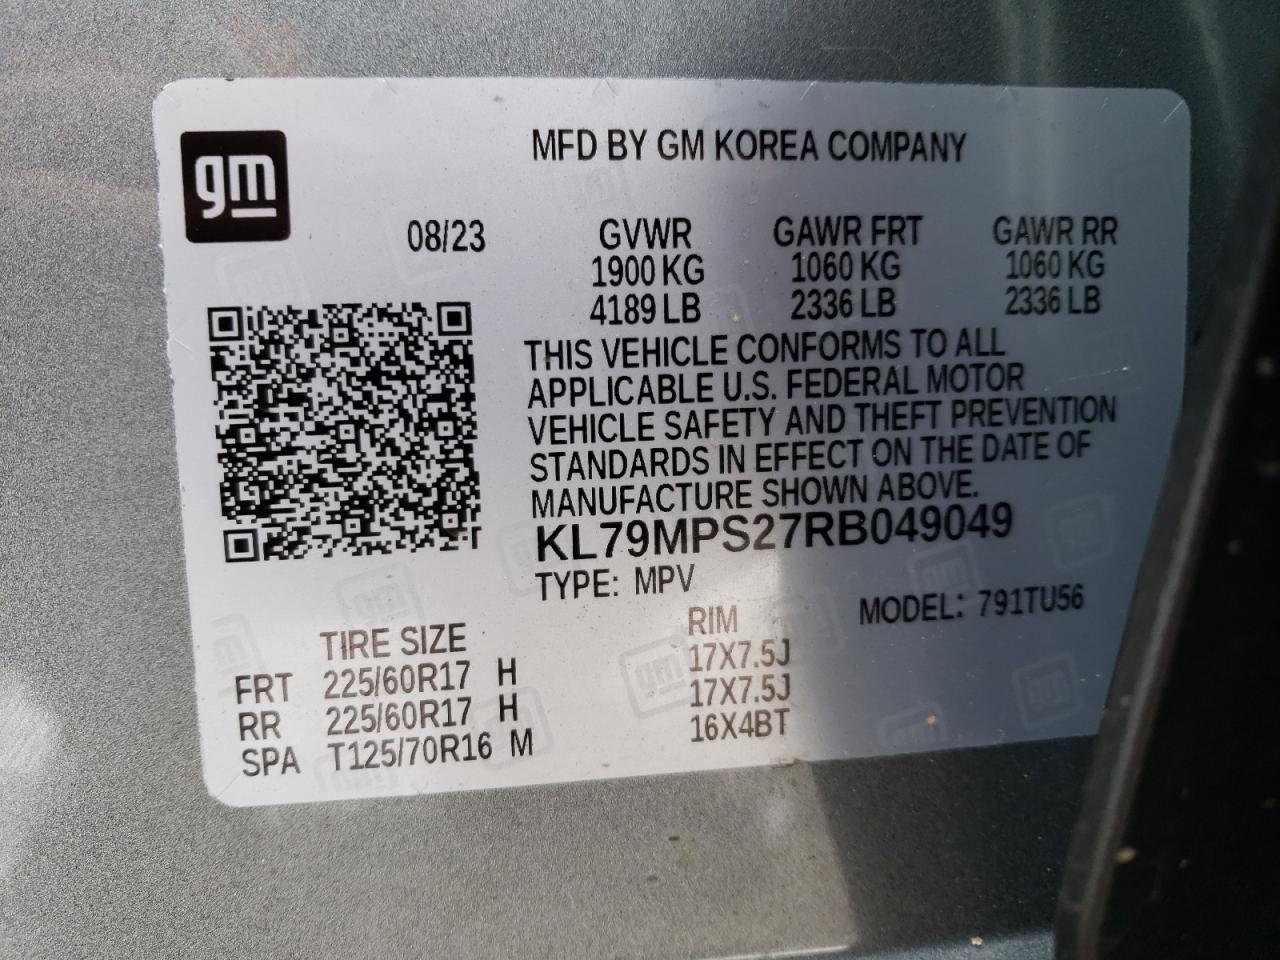 gm
MFD BY GM KOREA COMPANY
08/23
GVWR GAWR FRT GAWR RR
1900 KG 1060 KG 1060 KG
4189 LB 2336 LB 2336 LB
THIS VEHICLE CONFORMS TO ALL
APPLICABLE U.S. FEDERAL MOTOR
VEHICLE SAFETY AND THEFT PREVENTION
STANDARDS IN EFFECT ON THE DATE OF
MANUFACTURE SHOWN ABOVE.
KL79MPS27RB049049
TYPE: MPV
MODEL: 791TU56
TIRE SIZE RIM
FRT 225/60R17 H 17X7.5J
RR 225/60R17 H 17X7.5J
SPA T125/70R16 M 16X4BT